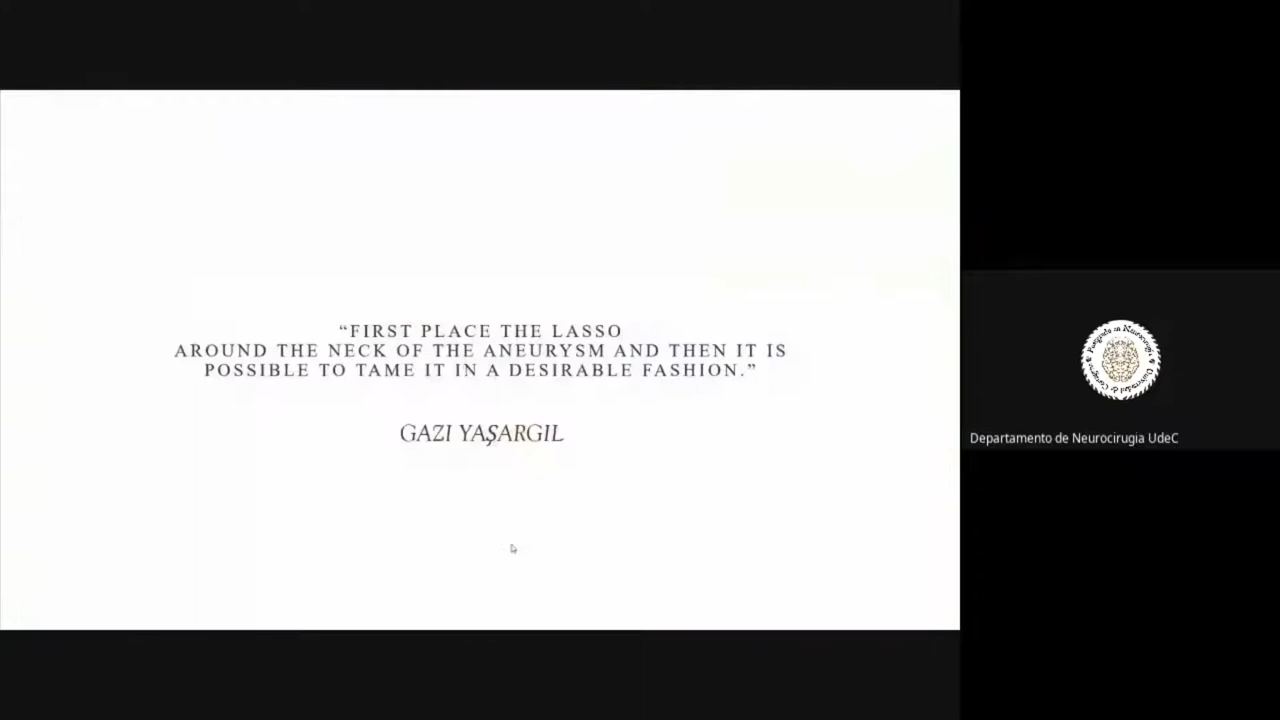 “FIRST PLACE THE LASSO
AROUND THE NECK OF THE ANEURYSM AND THEN IT IS
POSSIBLE TO TAME IT IN A DESIRABLE FASHION.”
GAZI YAŞARGIL
Departamento de Neurocirugia UdeC